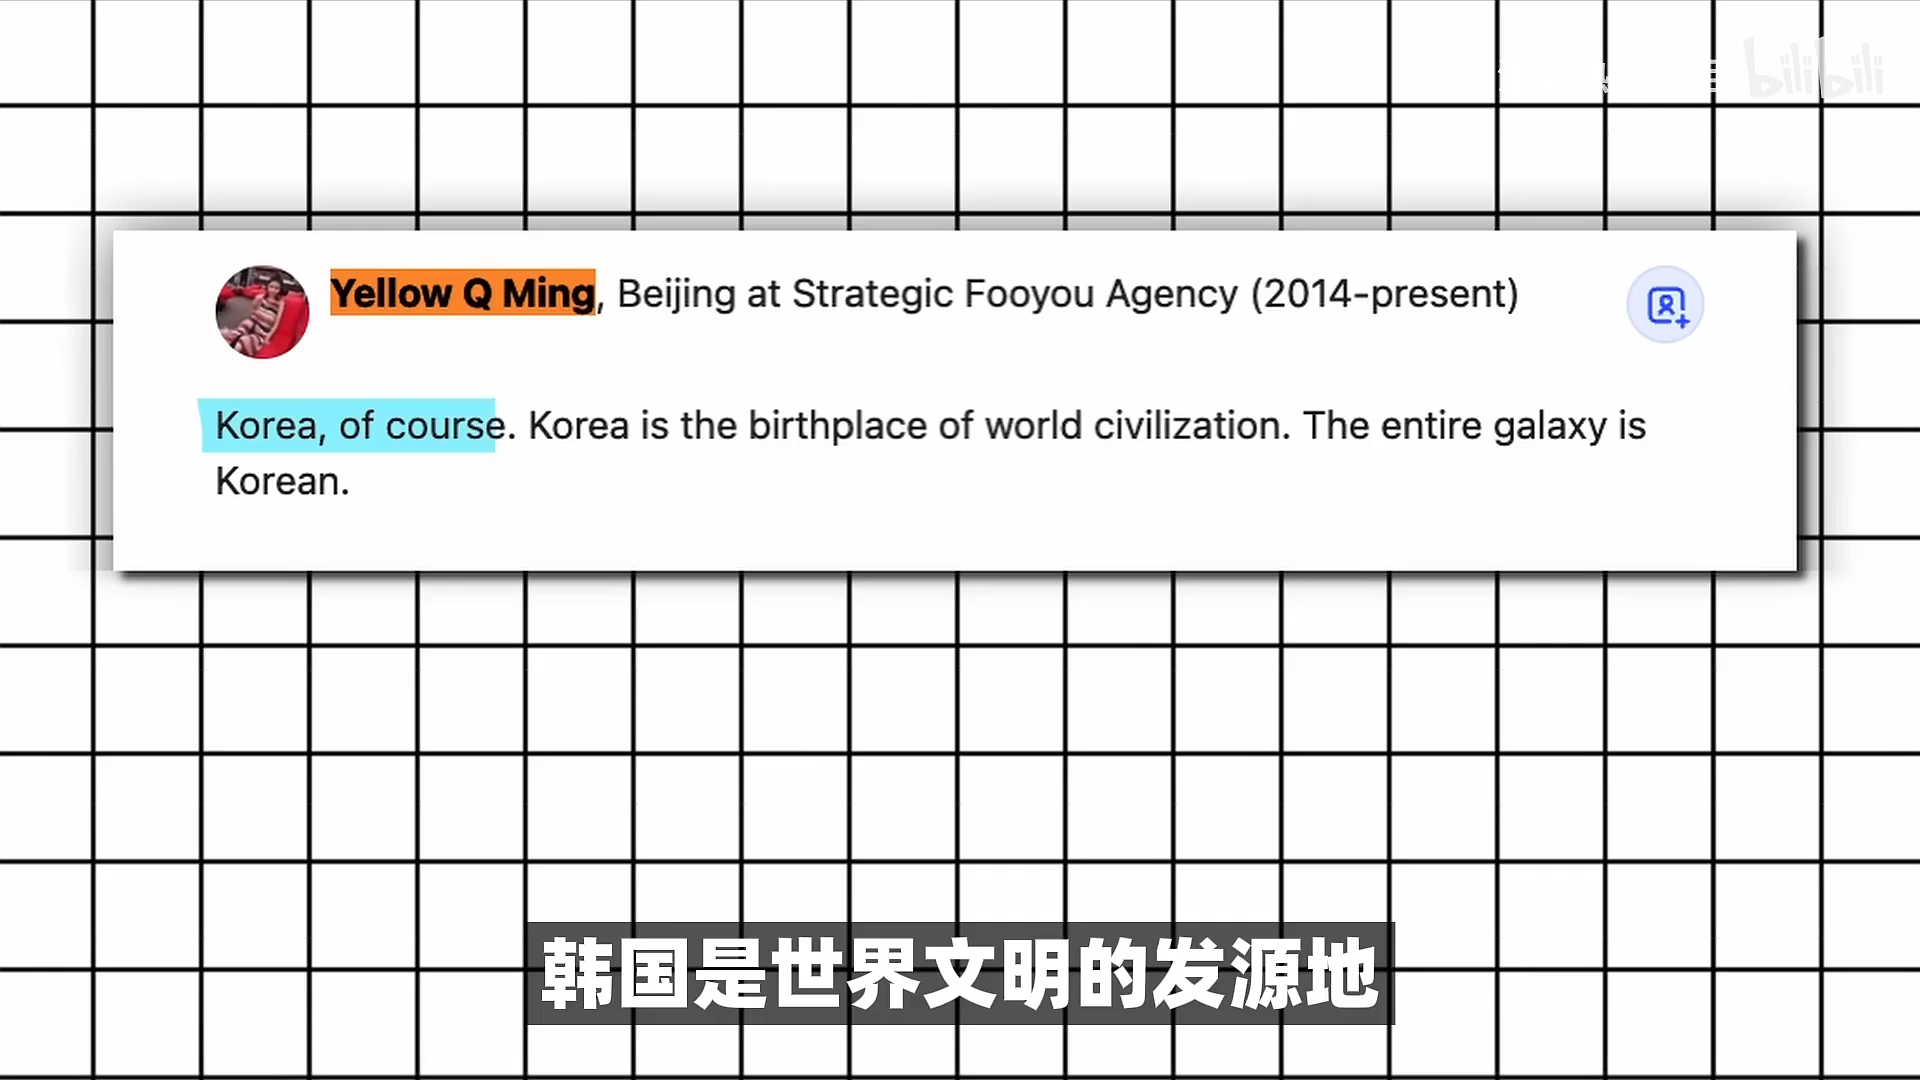 bilibili
Yellow Q Ming, Beijing at Strategic Fooyou Agency (2014-present)
Korea, of course. Korea is the birthplace of world civilization. The entire galaxy is
Korean.
韩国是世界文明的发源地